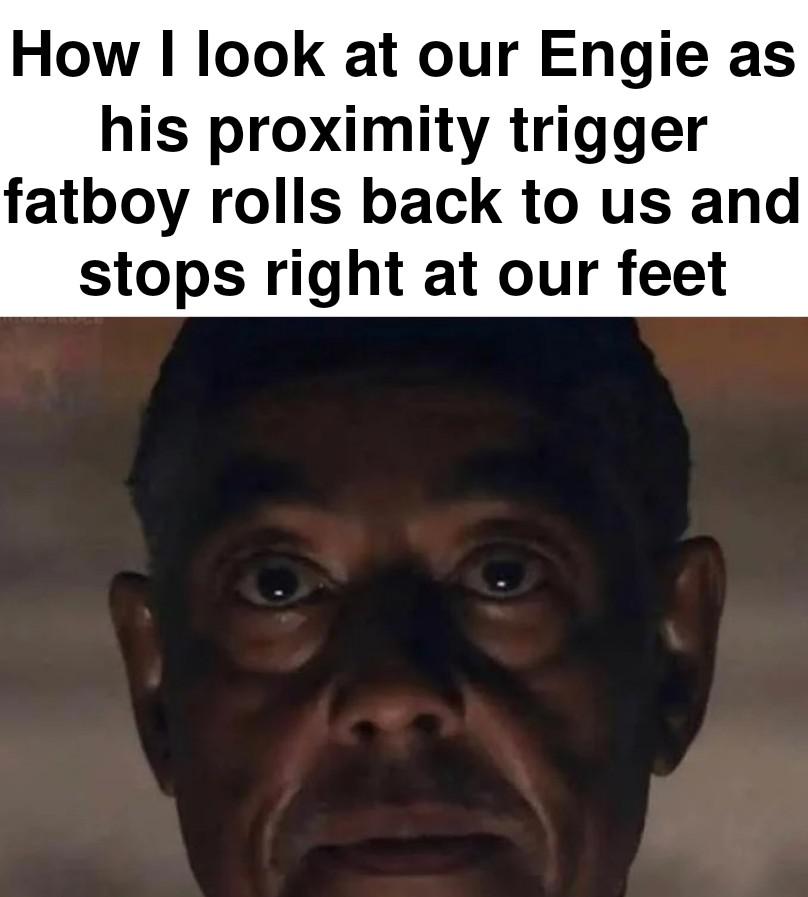 How I look at our Engie as
his proximity trigger
fatboy rolls back to us and
stops right at our feet